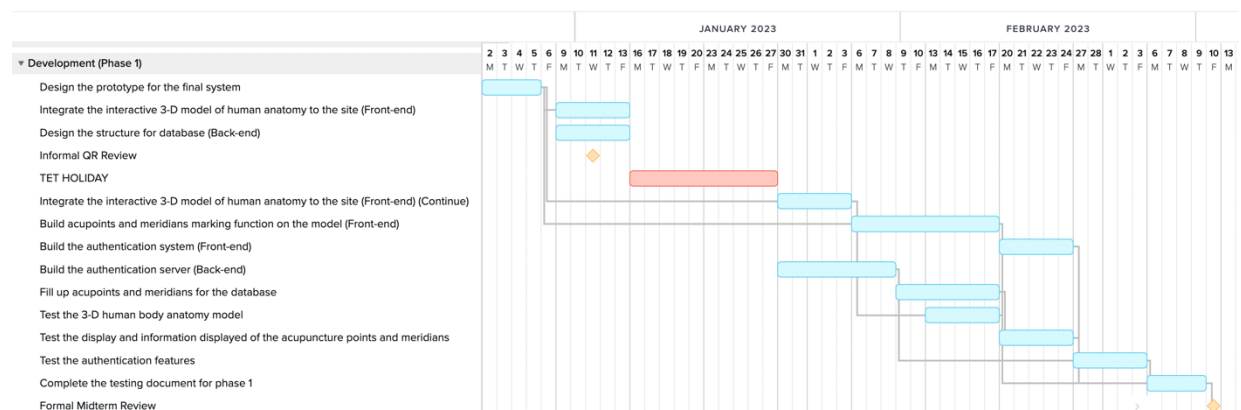 JANUARY 2023 FEBRUARY 2023
2 3 4 5 6 9 10 11 12 13 16 17 18 19 20 23 24 25 26 27 30 31 1 2 3 6 7 8 9 10 13 14 15 16 17 20 21 22 23 24 27 28 1 2 3 6 7 8 9 10 13
M T W T F M T W T F M T W T F M T W T F M T W T F M T W T F M T W T F M T W T F M T W T F M T W T F M
Development (Phase 1)
Design the prototype for the final system
Integrate the interactive 3-D model of human anatomy to the site (Front-end)
Design the structure for database (Back-end)
Informal QR Review
TET HOLIDAY
Integrate the interactive 3-D model of human anatomy to the site (Front-end) (Continue)
Build acupoints and meridians marking function on the model (Front-end)
Build the authentication system (Front-end)
Build the authentication server (Back-end)
Fill up acupoints and meridians for the database
Test the 3-D human body anatomy model
Test the display and information displayed of the acupuncture points and meridians
Test the authentication features
Complete the testing document for phase 1
Formal Midterm Review